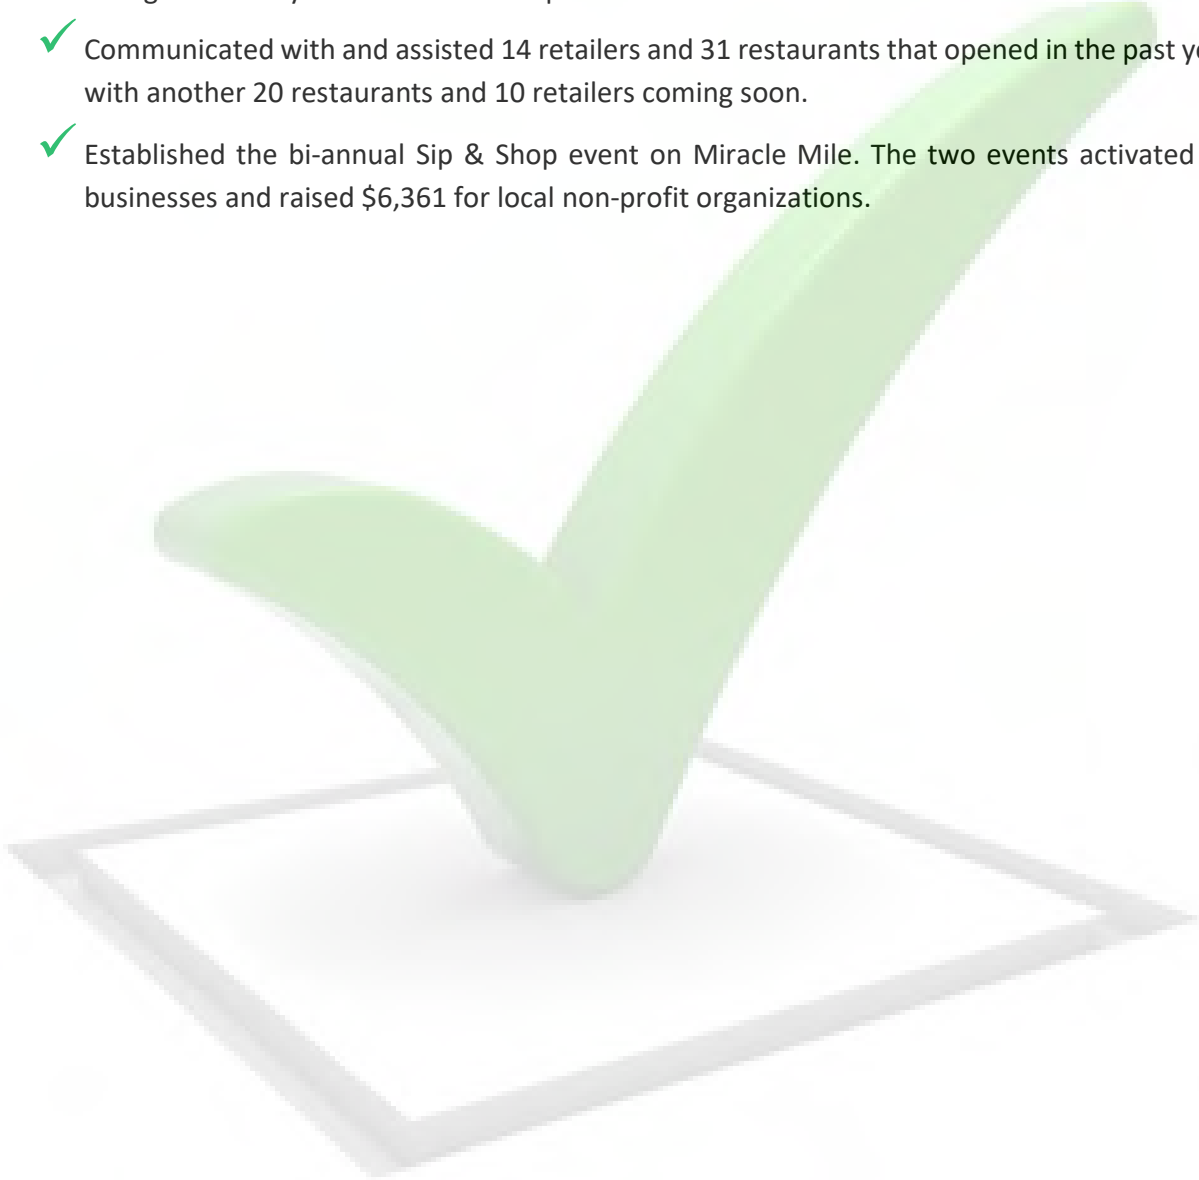 Communicated with and assisted 14 retailers and 31 restaurants that opened in the past
with another 20 restaurants and 10 retailers coming soon.
Established the bi-annual Sip & Shop event on Miracle Mile. The two events activated
businesses and raised $6,361 for local non-profit organizations.